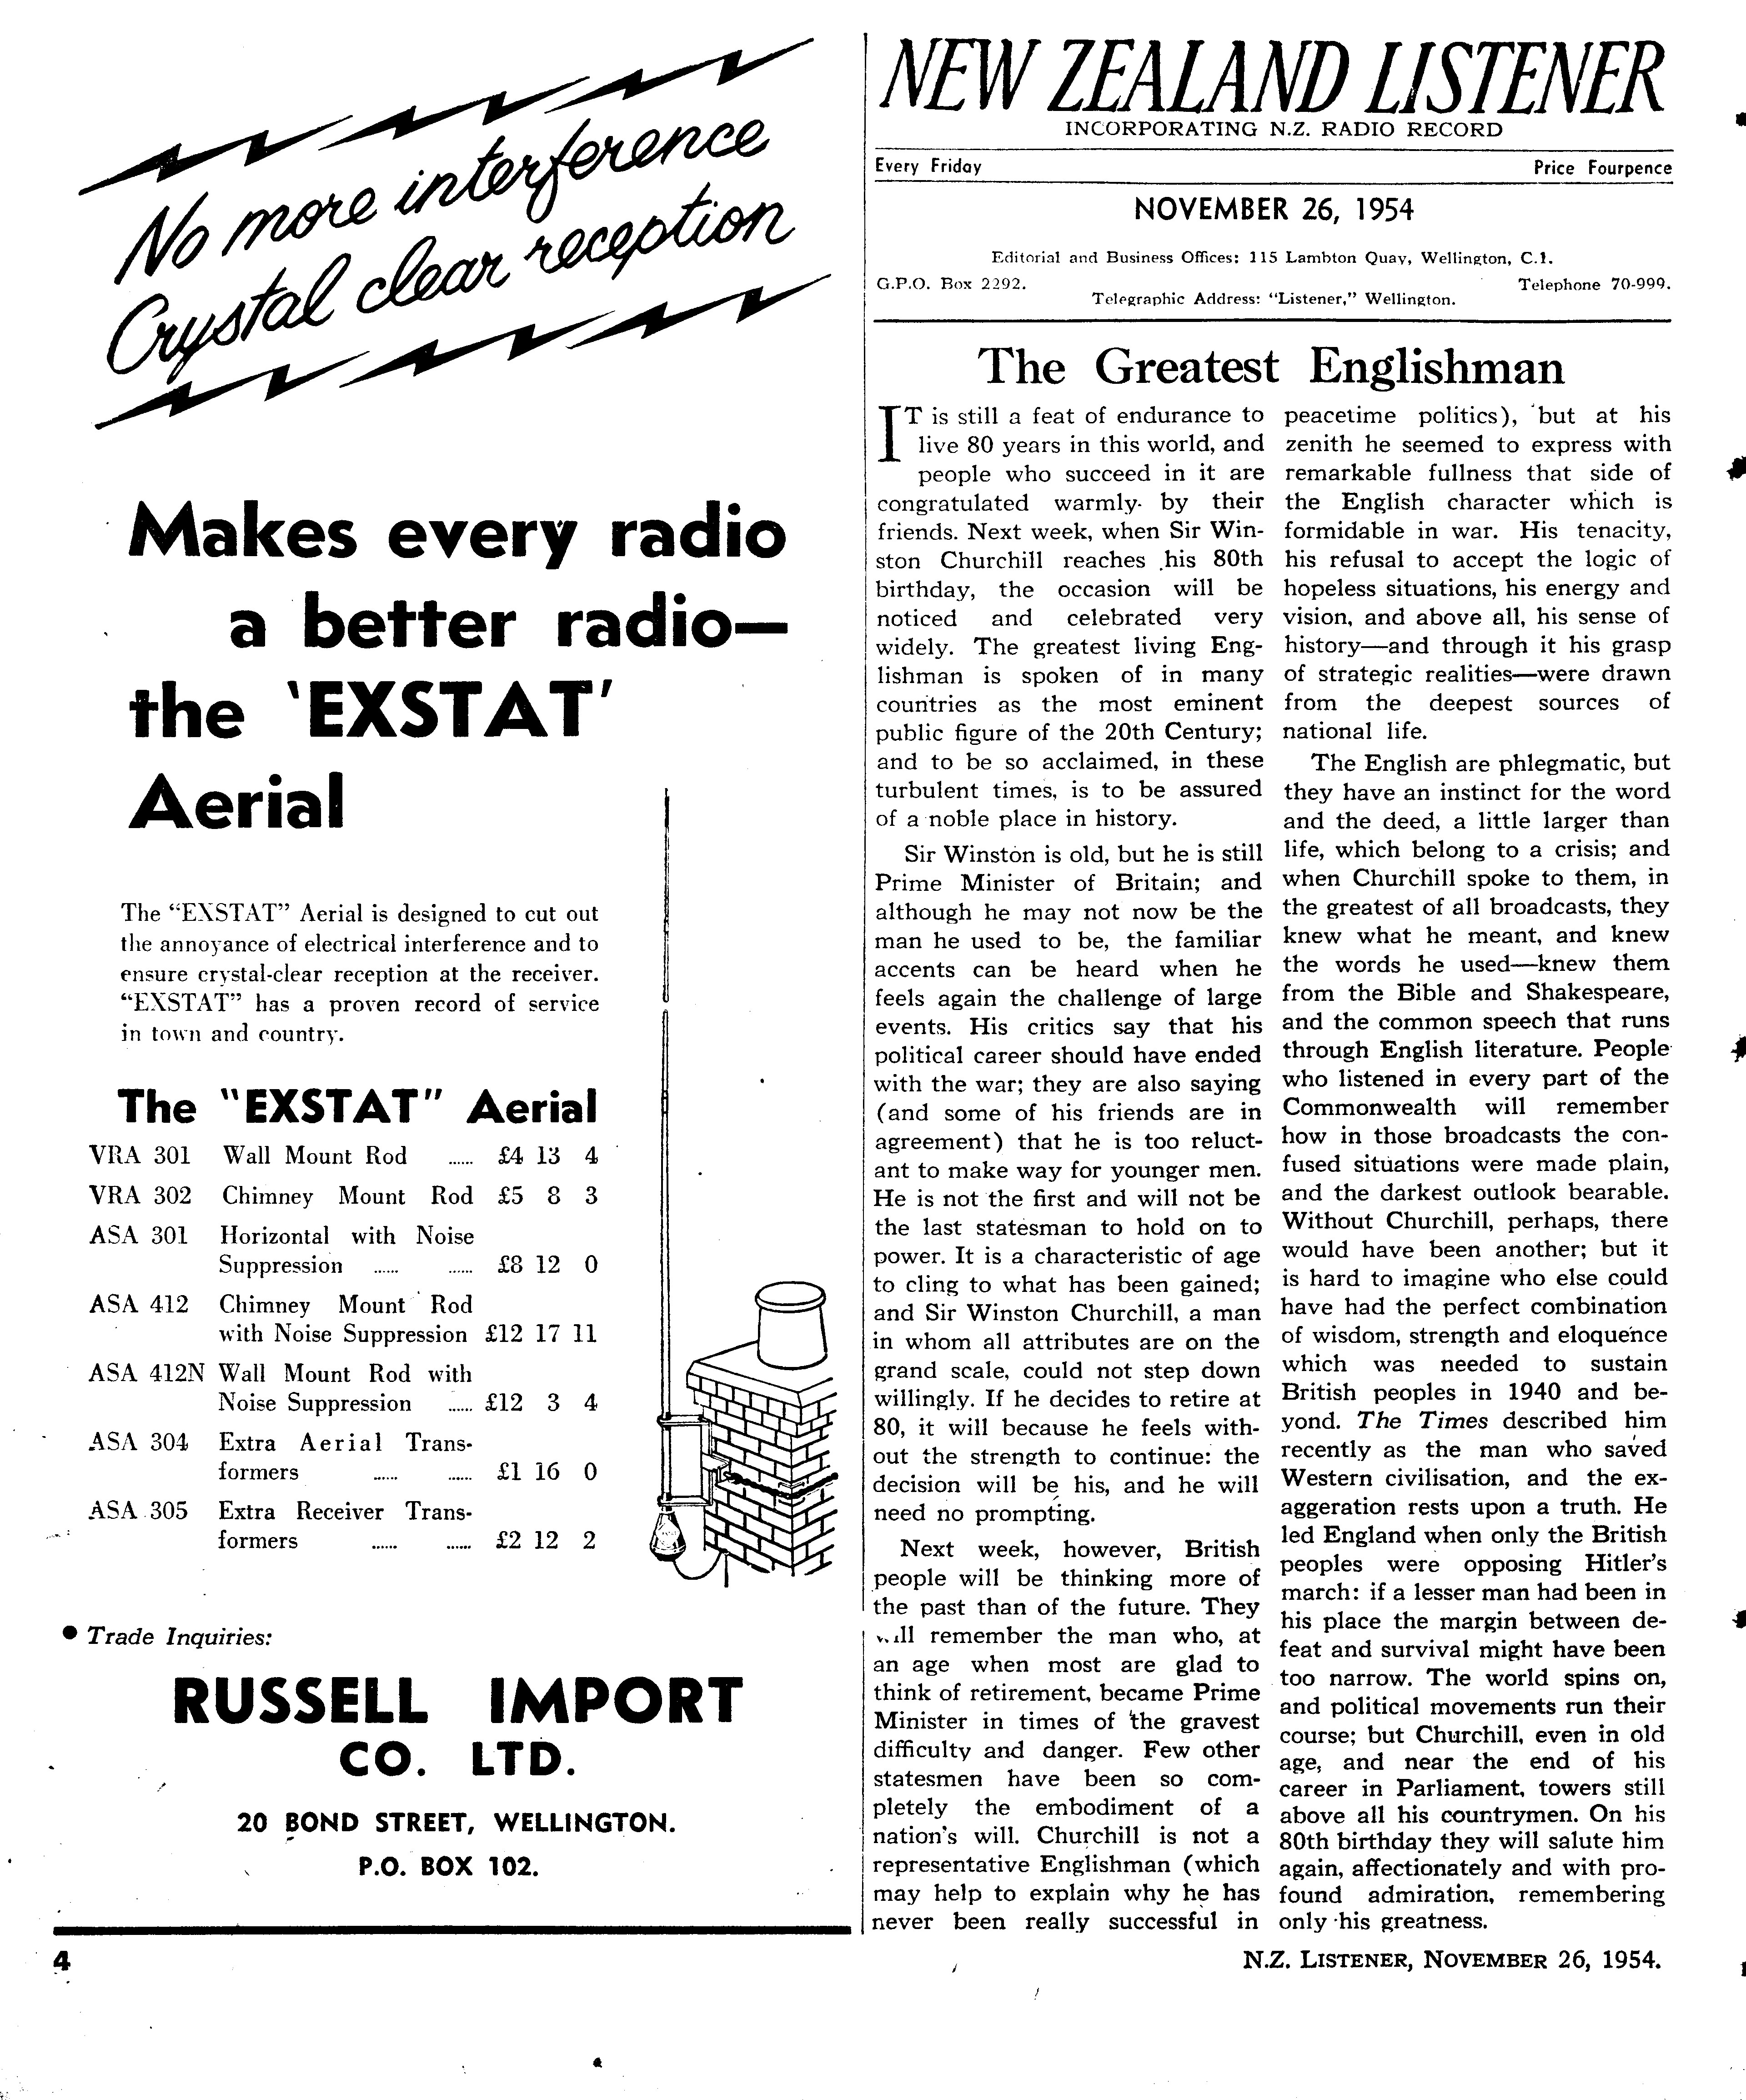 No more interference
Crystal clear reception
Makes every radio
a better radio—
the 'EXSTAT'
Aerial
The "EXSTAT" Aerial is designed to cut out
the annoyance of electrical interference and to
ensure crystal-clear reception at the receiver.
"EXSTAT" has a proven record of service
in town and country.
The "EXSTAT" Aerial
VRA 301 Wall Mount Rod ...... £4 13 4
VRA 302 Chimney Mount Rod £5 8 3
ASA 301 Horizontal with Noise
Suppression ...... ...... £8 12 0
ASA 412 Chimney Mount Rod
with Noise Suppression £12 17 11
ASA 412N Wall Mount Rod with
Noise Suppression ...... £12 3 4
ASA 304 Extra Aerial Trans-
formers ...... ...... £1 16 0
ASA 305 Extra Receiver Trans-
formers ...... ...... £2 12 2
● Trade Inquiries:
RUSSELL IMPORT
CO. LTD.
20 BOND STREET, WELLINGTON.
P.O. BOX 102.
4
NEW ZEALAND LISTENER
INCORPORATING N.Z. RADIO RECORD
Every Friday Price Fourpence
NOVEMBER 26, 1954
Editorial and Business Offices: 115 Lambton Quay, Wellington, C.1.
G.P.O. Box 2292. Telephone 70-999.
Telegraphic Address: "Listener," Wellington.
The Greatest Englishman
IT is still a feat of endurance to
live 80 years in this world, and
people who succeed in it are
congratulated warmly by their
friends. Next week, when Sir Win-
ston Churchill reaches his 80th
birthday, the occasion will be
noticed and celebrated very
widely. The greatest living Eng-
lishman is spoken of in many
countries as the most eminent
public figure of the 20th Century;
and to be so acclaimed, in these
turbulent times, is to be assured
of a noble place in history.
Sir Winston is old, but he is still
Prime Minister of Britain; and
although he may not now be the
man he used to be, the familiar
accents can be heard when he
feels again the challenge of large
events. His critics say that his
political career should have ended
with the war; they are also saying
(and some of his friends are in
agreement) that he is too reluct-
ant to make way for younger men.
He is not the first and will not be
the last statesman to hold on to
power. It is a characteristic of age
to cling to what has been gained;
and Sir Winston Churchill, a man
in whom all attributes are on the
grand scale, could not step down
willingly. If he decides to retire at
80, it will because he feels with-
out the strength to continue: the
decision will be his, and he will
need no prompting.
Next week, however, British
people will be thinking more of
the past than of the future. They
will remember the man who, at
an age when most are glad to
think of retirement, became Prime
Minister in times of the gravest
difficulty and danger. Few other
statesmen have been so com-
pletely the embodiment of a
nation's will. Churchill is not a
representative Englishman (which
may help to explain why he has
never been really successful in
peacetime politics), but at his
zenith he seemed to express with
remarkable fullness that side of
the English character which is
formidable in war. His tenacity,
his refusal to accept the logic of
hopeless situations, his energy and
vision, and above all, his sense of
history—and through it his grasp
of strategic realities—were drawn
from the deepest sources of
national life.
The English are phlegmatic, but
they have an instinct for the word
and the deed, a little larger than
life, which belong to a crisis; and
when Churchill spoke to them, in
the greatest of all broadcasts, they
knew what he meant, and knew
the words he used—knew them
from the Bible and Shakespeare,
and the common speech that runs
through English literature. People
who listened in every part of the
Commonwealth will remember
how in those broadcasts the con-
fused situations were made plain,
and the darkest outlook bearable.
Without Churchill, perhaps, there
would have been another; but it
is hard to imagine who else could
have had the perfect combination
of wisdom, strength and eloquence
which was needed to sustain
British peoples in 1940 and be-
yond. The Times described him
recently as the man who saved
Western civilisation, and the ex-
aggeration rests upon a truth. He
led England when only the British
peoples were opposing Hitler's
march: if a lesser man had been in
his place the margin between de-
feat and survival might have been
too narrow. The world spins on,
and political movements run their
course; but Churchill, even in old
age, and near the end of his
career in Parliament, towers still
above all his countrymen. On his
80th birthday they will salute him
again, affectionately and with pro-
found admiration, remembering
only his greatness.
N.Z. LISTENER, NOVEMBER 26, 1954.